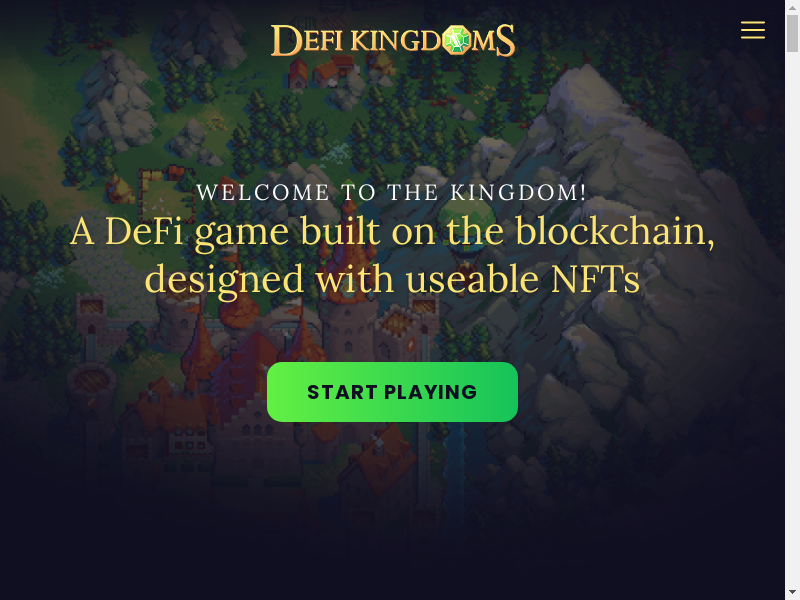 DEFI KINGDOMS
WELCOME TO THE KINGDOM!
A DeFi game built on the blockchain,
designed with useable NFTs
START PLAYING